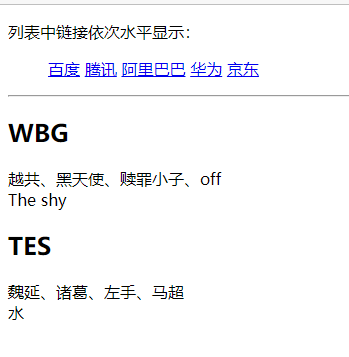 列表中链接依次水平显示：
百度 腾讯 阿里巴巴 华为 京东
WBG
越共、黑天使、赎罪小子、off
The shy
TES
魏延、诸葛、左手、马超
水